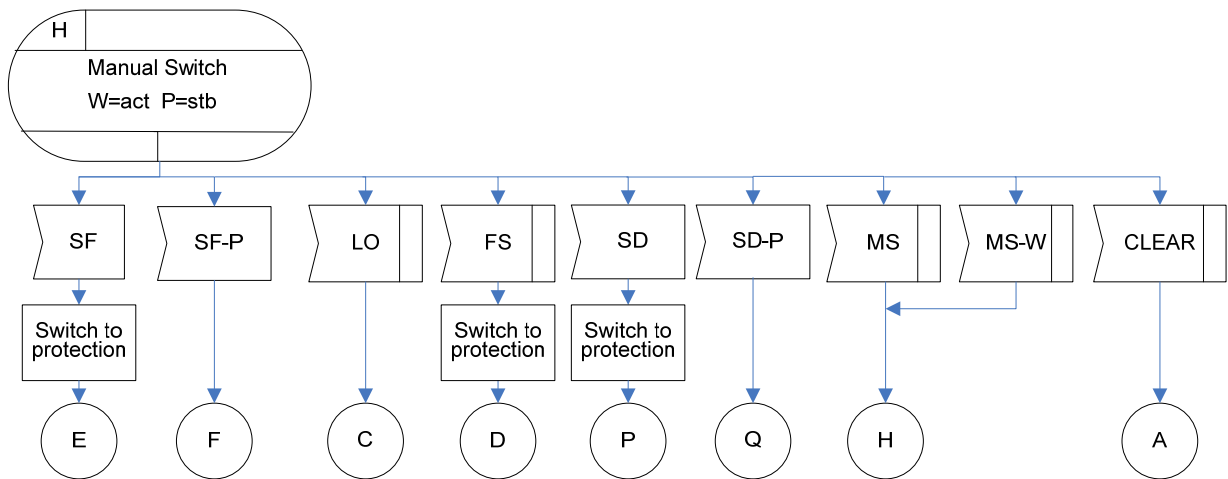 H
Manual Switch
W=act P=stb
SF
SF-P
LO
FS
SD
SD-P
MS
MS-W
CLEAR
Switch to
protection
Switch to
protection
Switch to
protection
E
F
C
D
P
Q
H
A